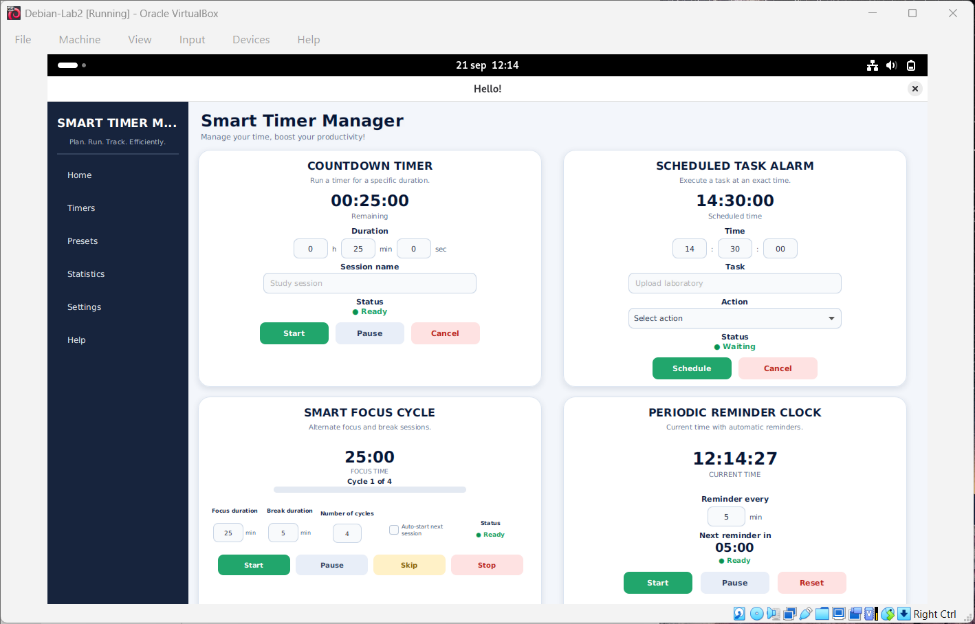 Debian-Lab2 [Running] - Oracle VirtualBox
File Machine View Input Devices Help
21 sep 12:14
Hello!
SMART TIMER M...
Plan. Run. Track. Efficiently.
Home
Timers
Presets
Statistics
Settings
Help
Smart Timer Manager
Manage your time, boost your productivity!
COUNTDOWN TIMER
Run a timer for a specific duration.
00:25:00
Remaining
Duration
0 h 25 min 0 sec
Session name
Study session
Status
Ready
Start Pause Cancel
SCHEDULED TASK ALARM
Execute a task at an exact time.
14:30:00
Scheduled time
Time
14 : 30 : 00
Task
Upload laboratory
Action
Select action
Status
Waiting
Schedule Cancel
SMART FOCUS CYCLE
Alternate focus and break sessions.
25:00
FOCUS TIME
Cycle 1 of 4
Focus duration Break duration Number of cycles
25 min 5 min 4
Auto-start next
session
Status
Ready
Start Pause Skip Stop
PERIODIC REMINDER CLOCK
Current time with automatic reminders.
12:14:27
CURRENT TIME
Reminder every
5 min
Next reminder in
05:00
Ready
Start Pause Reset
Right Ctrl